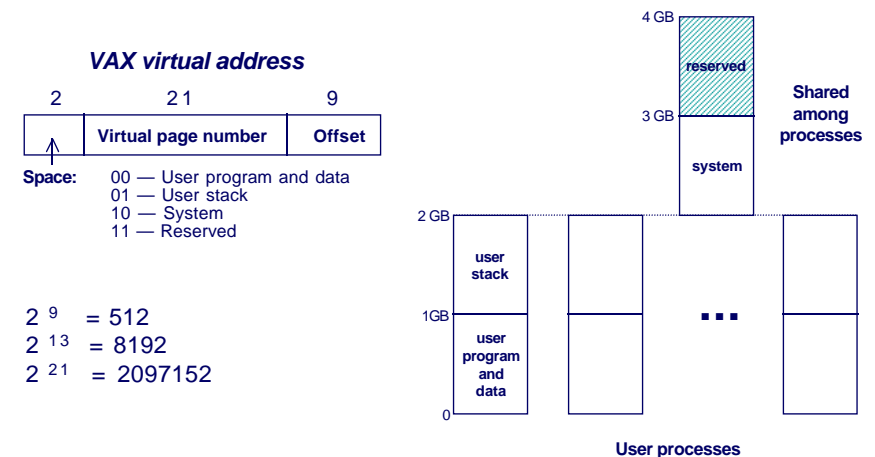 VAX virtual address
2 21 9
Virtual page number Offset
Space: 00 — User program and data
01 — User stack
10 — System
11 — Reserved
2 9 = 512
2 13 = 8192
2 21 = 2097152
4 GB
reserved
3 GB
Shared
among
processes
system
2 GB
user
stack
1GB
...
user
program
and
data
0
User processes